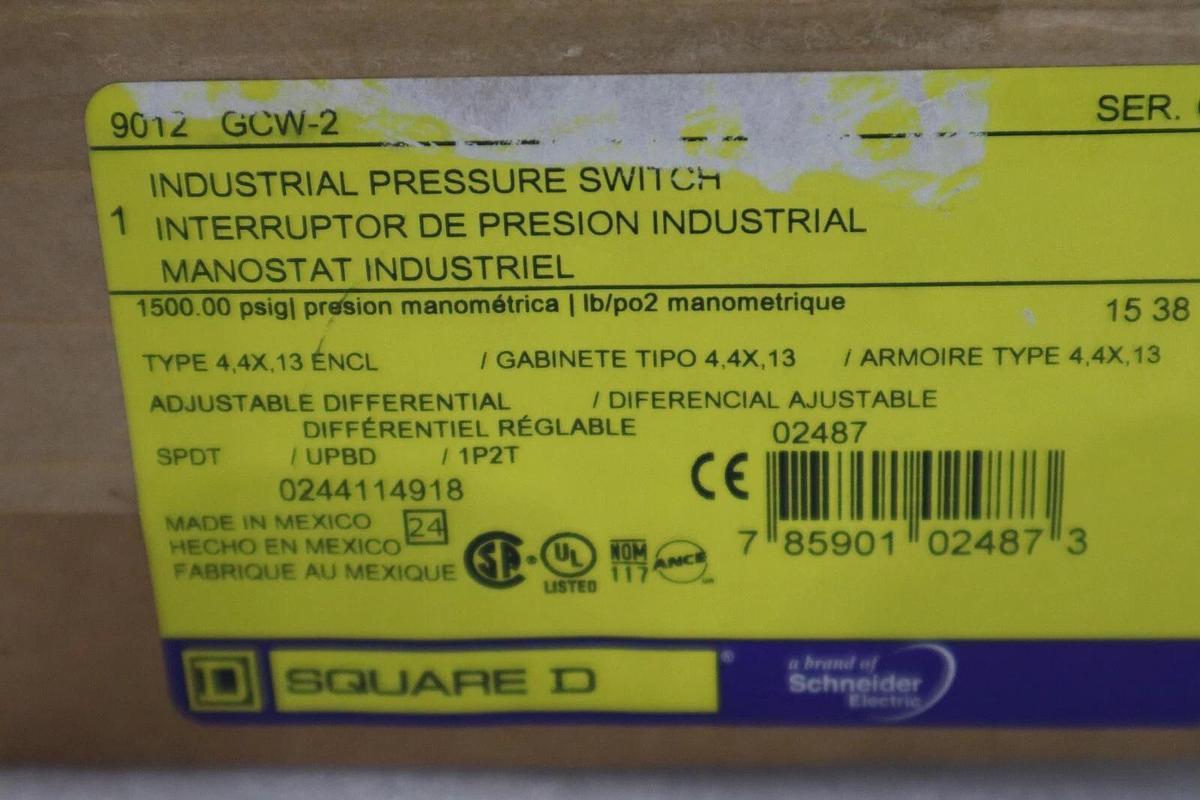 9012 GCW-2 SER.
INDUSTRIAL PRESSURE SWITCH
1 INTERRUPTOR DE PRESION INDUSTRIAL
MANOSTAT INDUSTRIEL
1500.00 psig| presion manométrica | lb/po2 manometrique 15 38
TYPE 4,4X,13 ENCL / GABINETE TIPO 4,4X,13 / ARMOIRE TYPE 4,4X,13
ADJUSTABLE DIFFERENTIAL / DIFERENCIAL AJUSTABLE
DIFFÉRENTIEL RÉGLABLE 02487
SPDT / UPBD / 1P2T CE
0244114918
MADE IN MEXICO 24
HECHO EN MEXICO
FABRIQUE AU MEXIQUE
SA UL LISTED
NOM 117 ANCE
7 85901 02487 3
SQUARE D ®
a brand of
Schneider
Electric